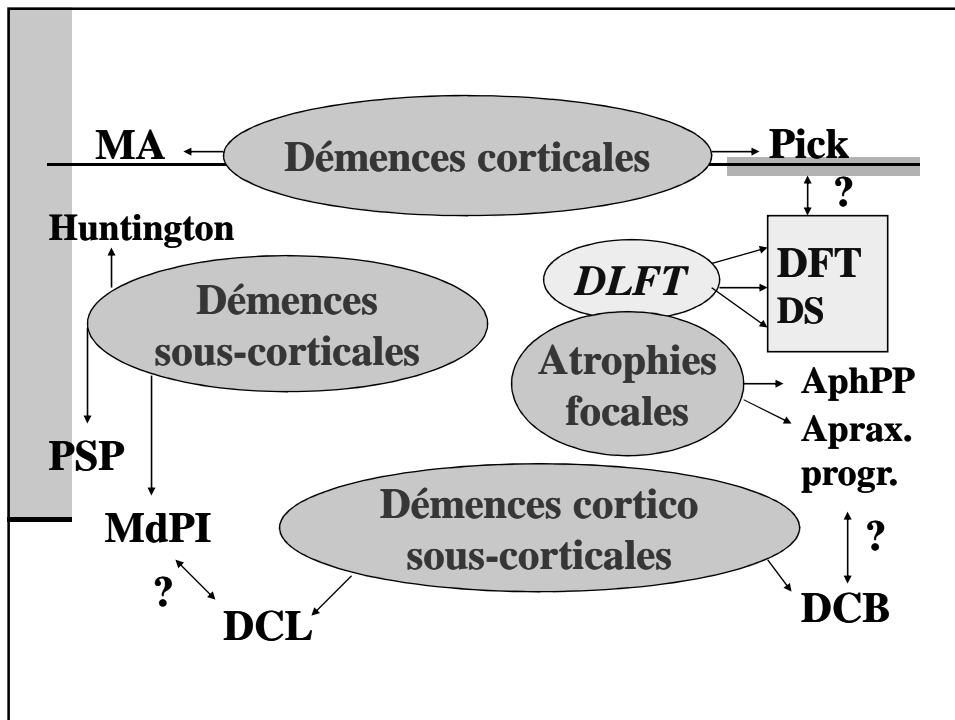 MA
Démences corticales
Pick
?
Huntington
DLFT
DFT
DS
Démences
sous-corticales
Atrophies
focales
AphPP
Aprax.
progr.
PSP
MdPI
Démences cortico
sous-corticales
?
?
DCL
DCB